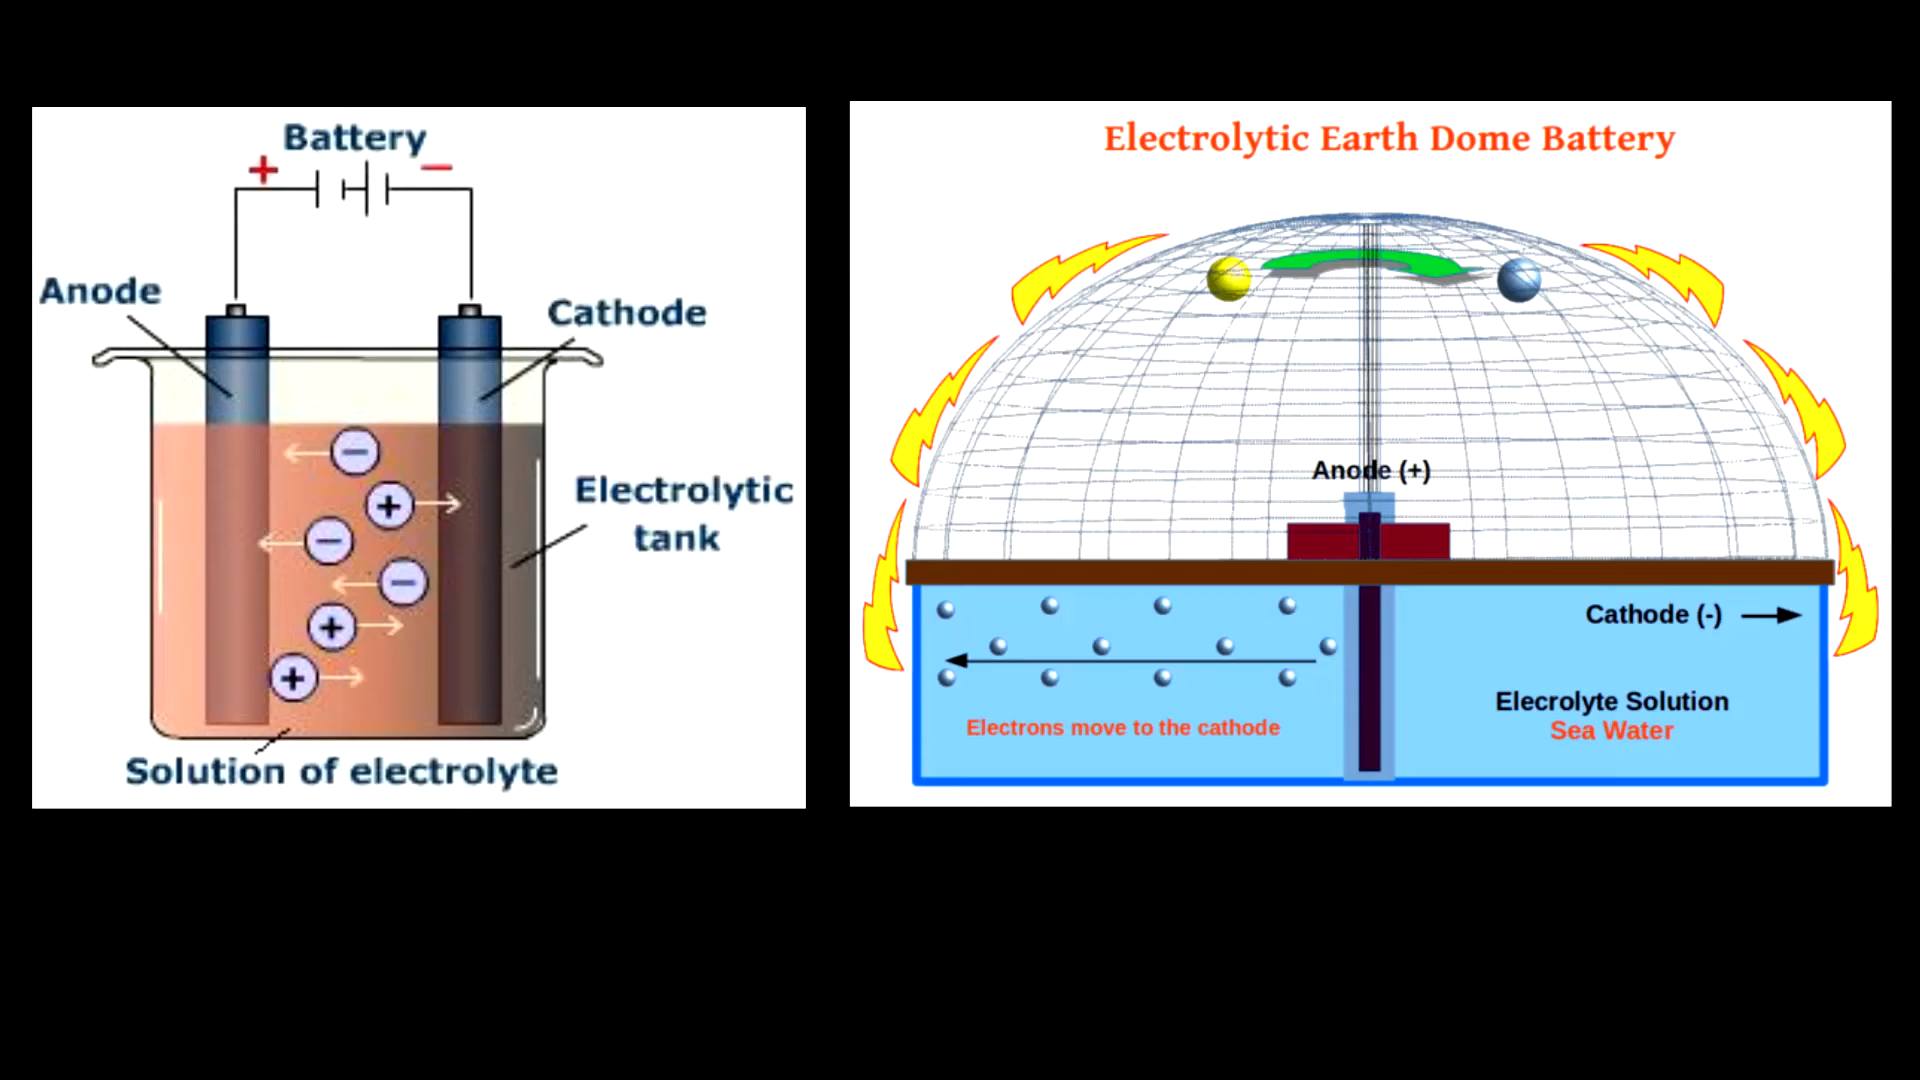 Battery
+ −
Anode
Cathode
−
+
−
−
+
+
Electrolytic
tank
Solution of electrolyte
Electrolytic Earth Dome Battery
Anode (+)
Cathode (-)
Electrons move to the cathode
Elecrolyte Solution
Sea Water